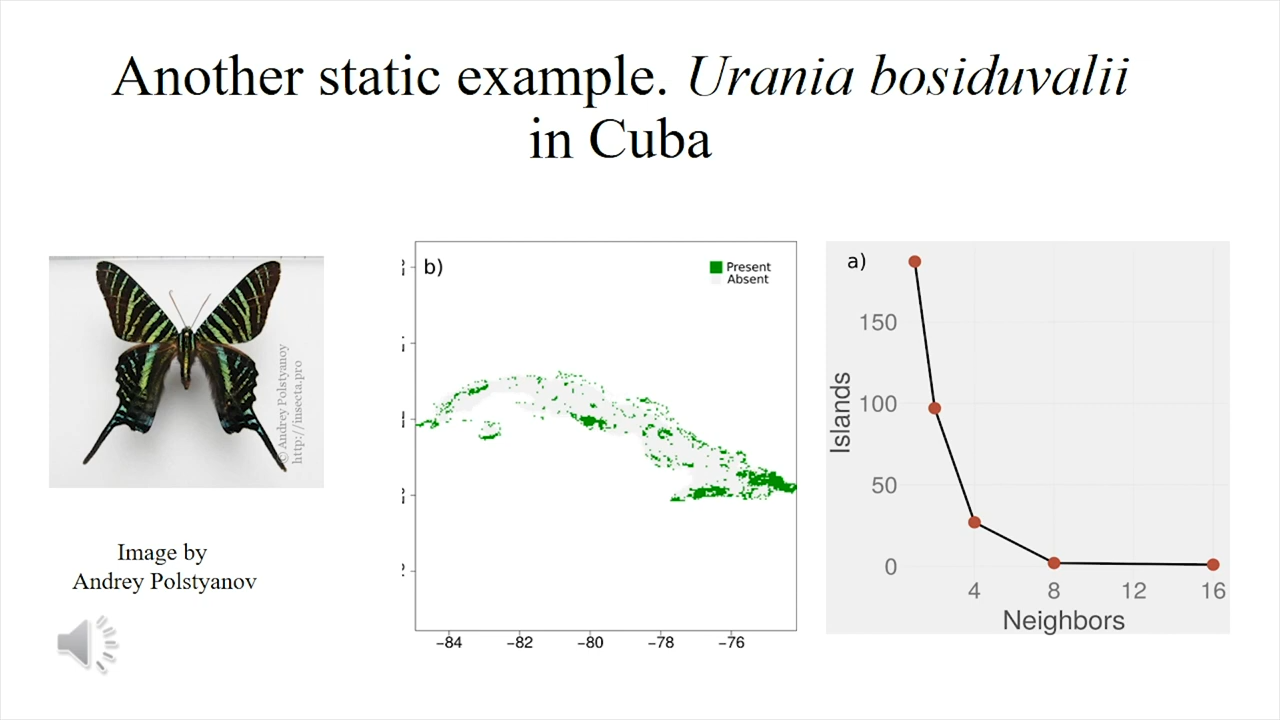 Another static example. Urania bosiduvalii
in Cuba
© Andrey Polstyanoy
http://insecta.pro
Image by
Andrey Polstyanov
b)
Present
Absent
−84
−82
−80
−78
−76
a)
Islands
150
100
50
0
4
8
12
16
Neighbors